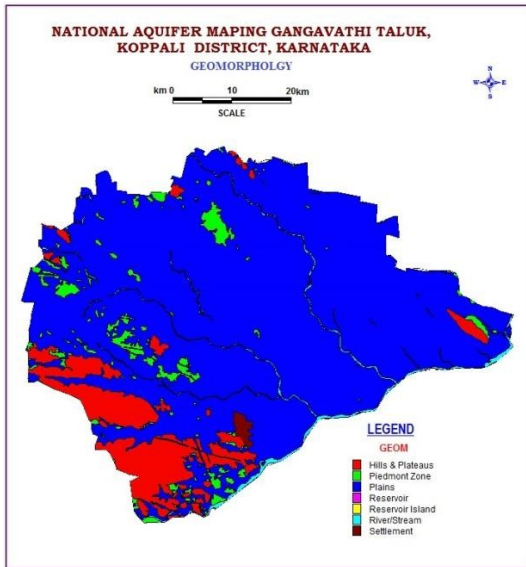 NATIONAL AQUIFER MAPING GANGAVATHI TALUK,
KOPPALI DISTRICT, KARNATAKA
GEOMORPHOLGY
N
W E
S
km 0 10 20km
SCALE
LEGEND
GEOM
Hills & Plateaus
Piedmont Zone
Plains
Reservoir
Reservoir Island
River/Stream
Settlement